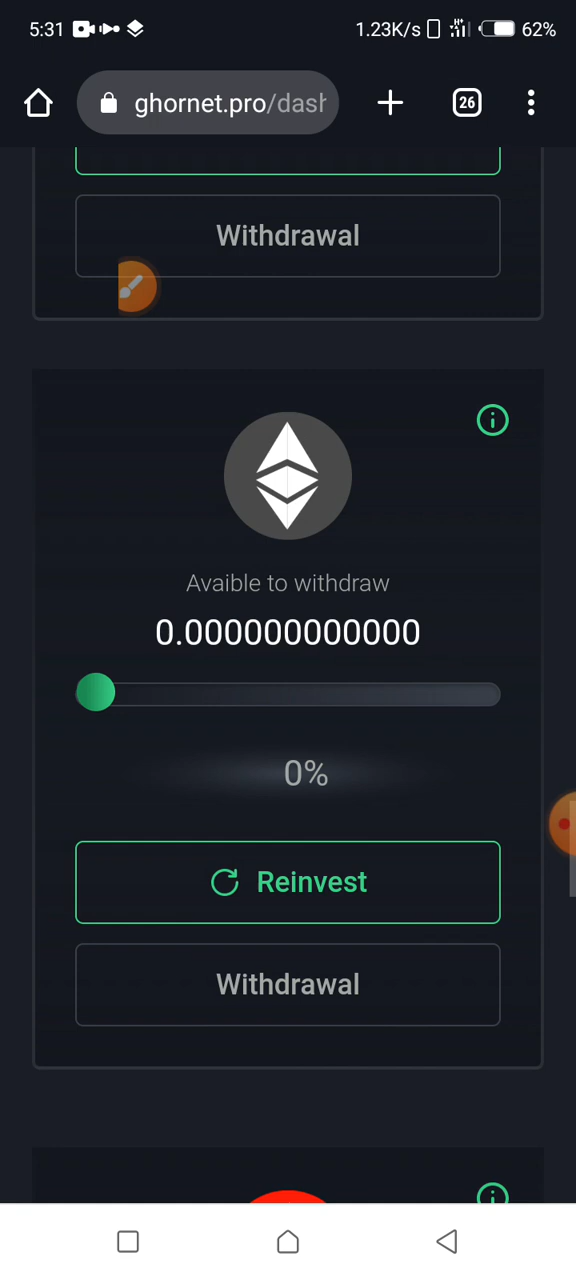 5:31 1.23K/s 62%
ghornet.pro/dash 26
Withdrawal
Avaible to withdraw
0.000000000000
0%
Reinvest
Withdrawal